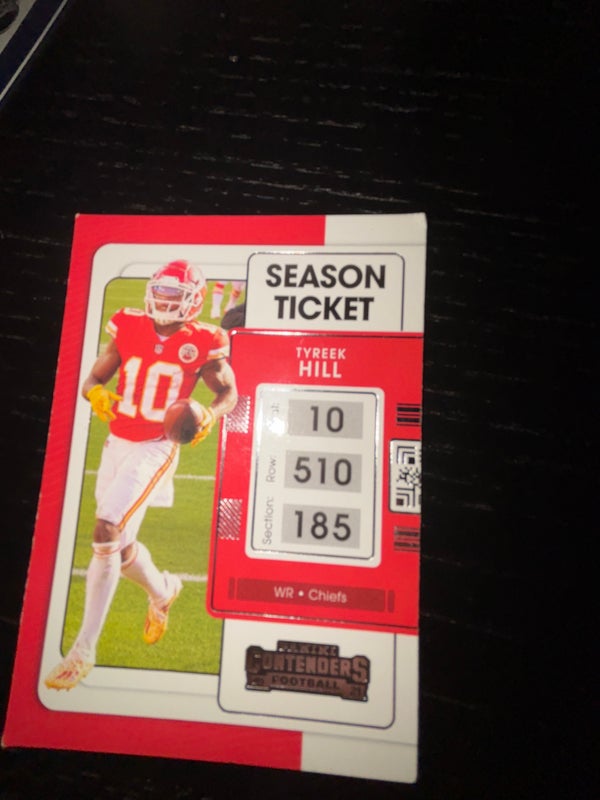 SEASON
TICKET
TYREEK
HILL
10
Row: 510
Section: 185
WR • Chiefs
10
PANINI
CONTENDERS
FOOTBALL